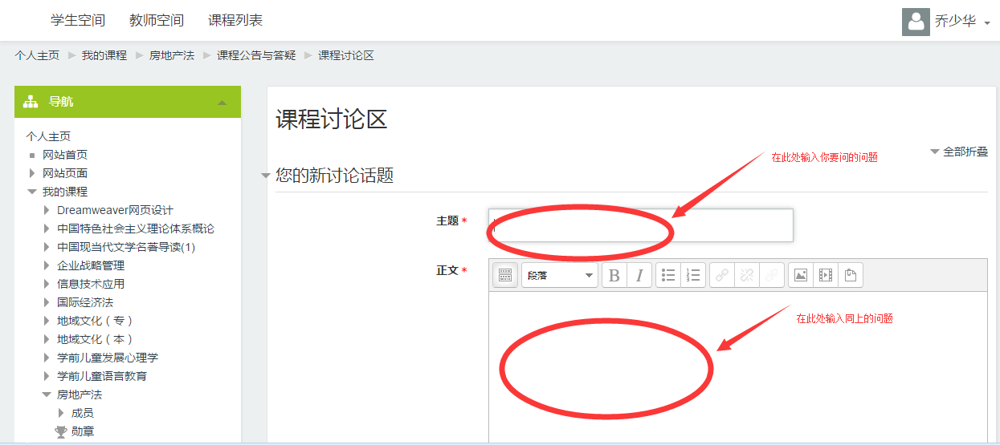 学生空间 教师空间 课程列表 乔少华
个人主页 我的课程 房地产法 课程公告与答疑 课程讨论区
导航
个人主页
网站首页
网站页面
我的课程
Dreamweaver网页设计
中国特色社会主义理论体系概论
中国现当代文学名著导读(1)
企业战略管理
信息技术应用
国际经济法
地域文化（专）
地域文化（本）
学前儿童发展心理学
学前儿童语言教育
房地产法
成员
勋章
课程讨论区
全部折叠
您的新讨论话题
在此处输入你要问的问题
主题*
正文*
段落 B I
在此处输入同上的问题